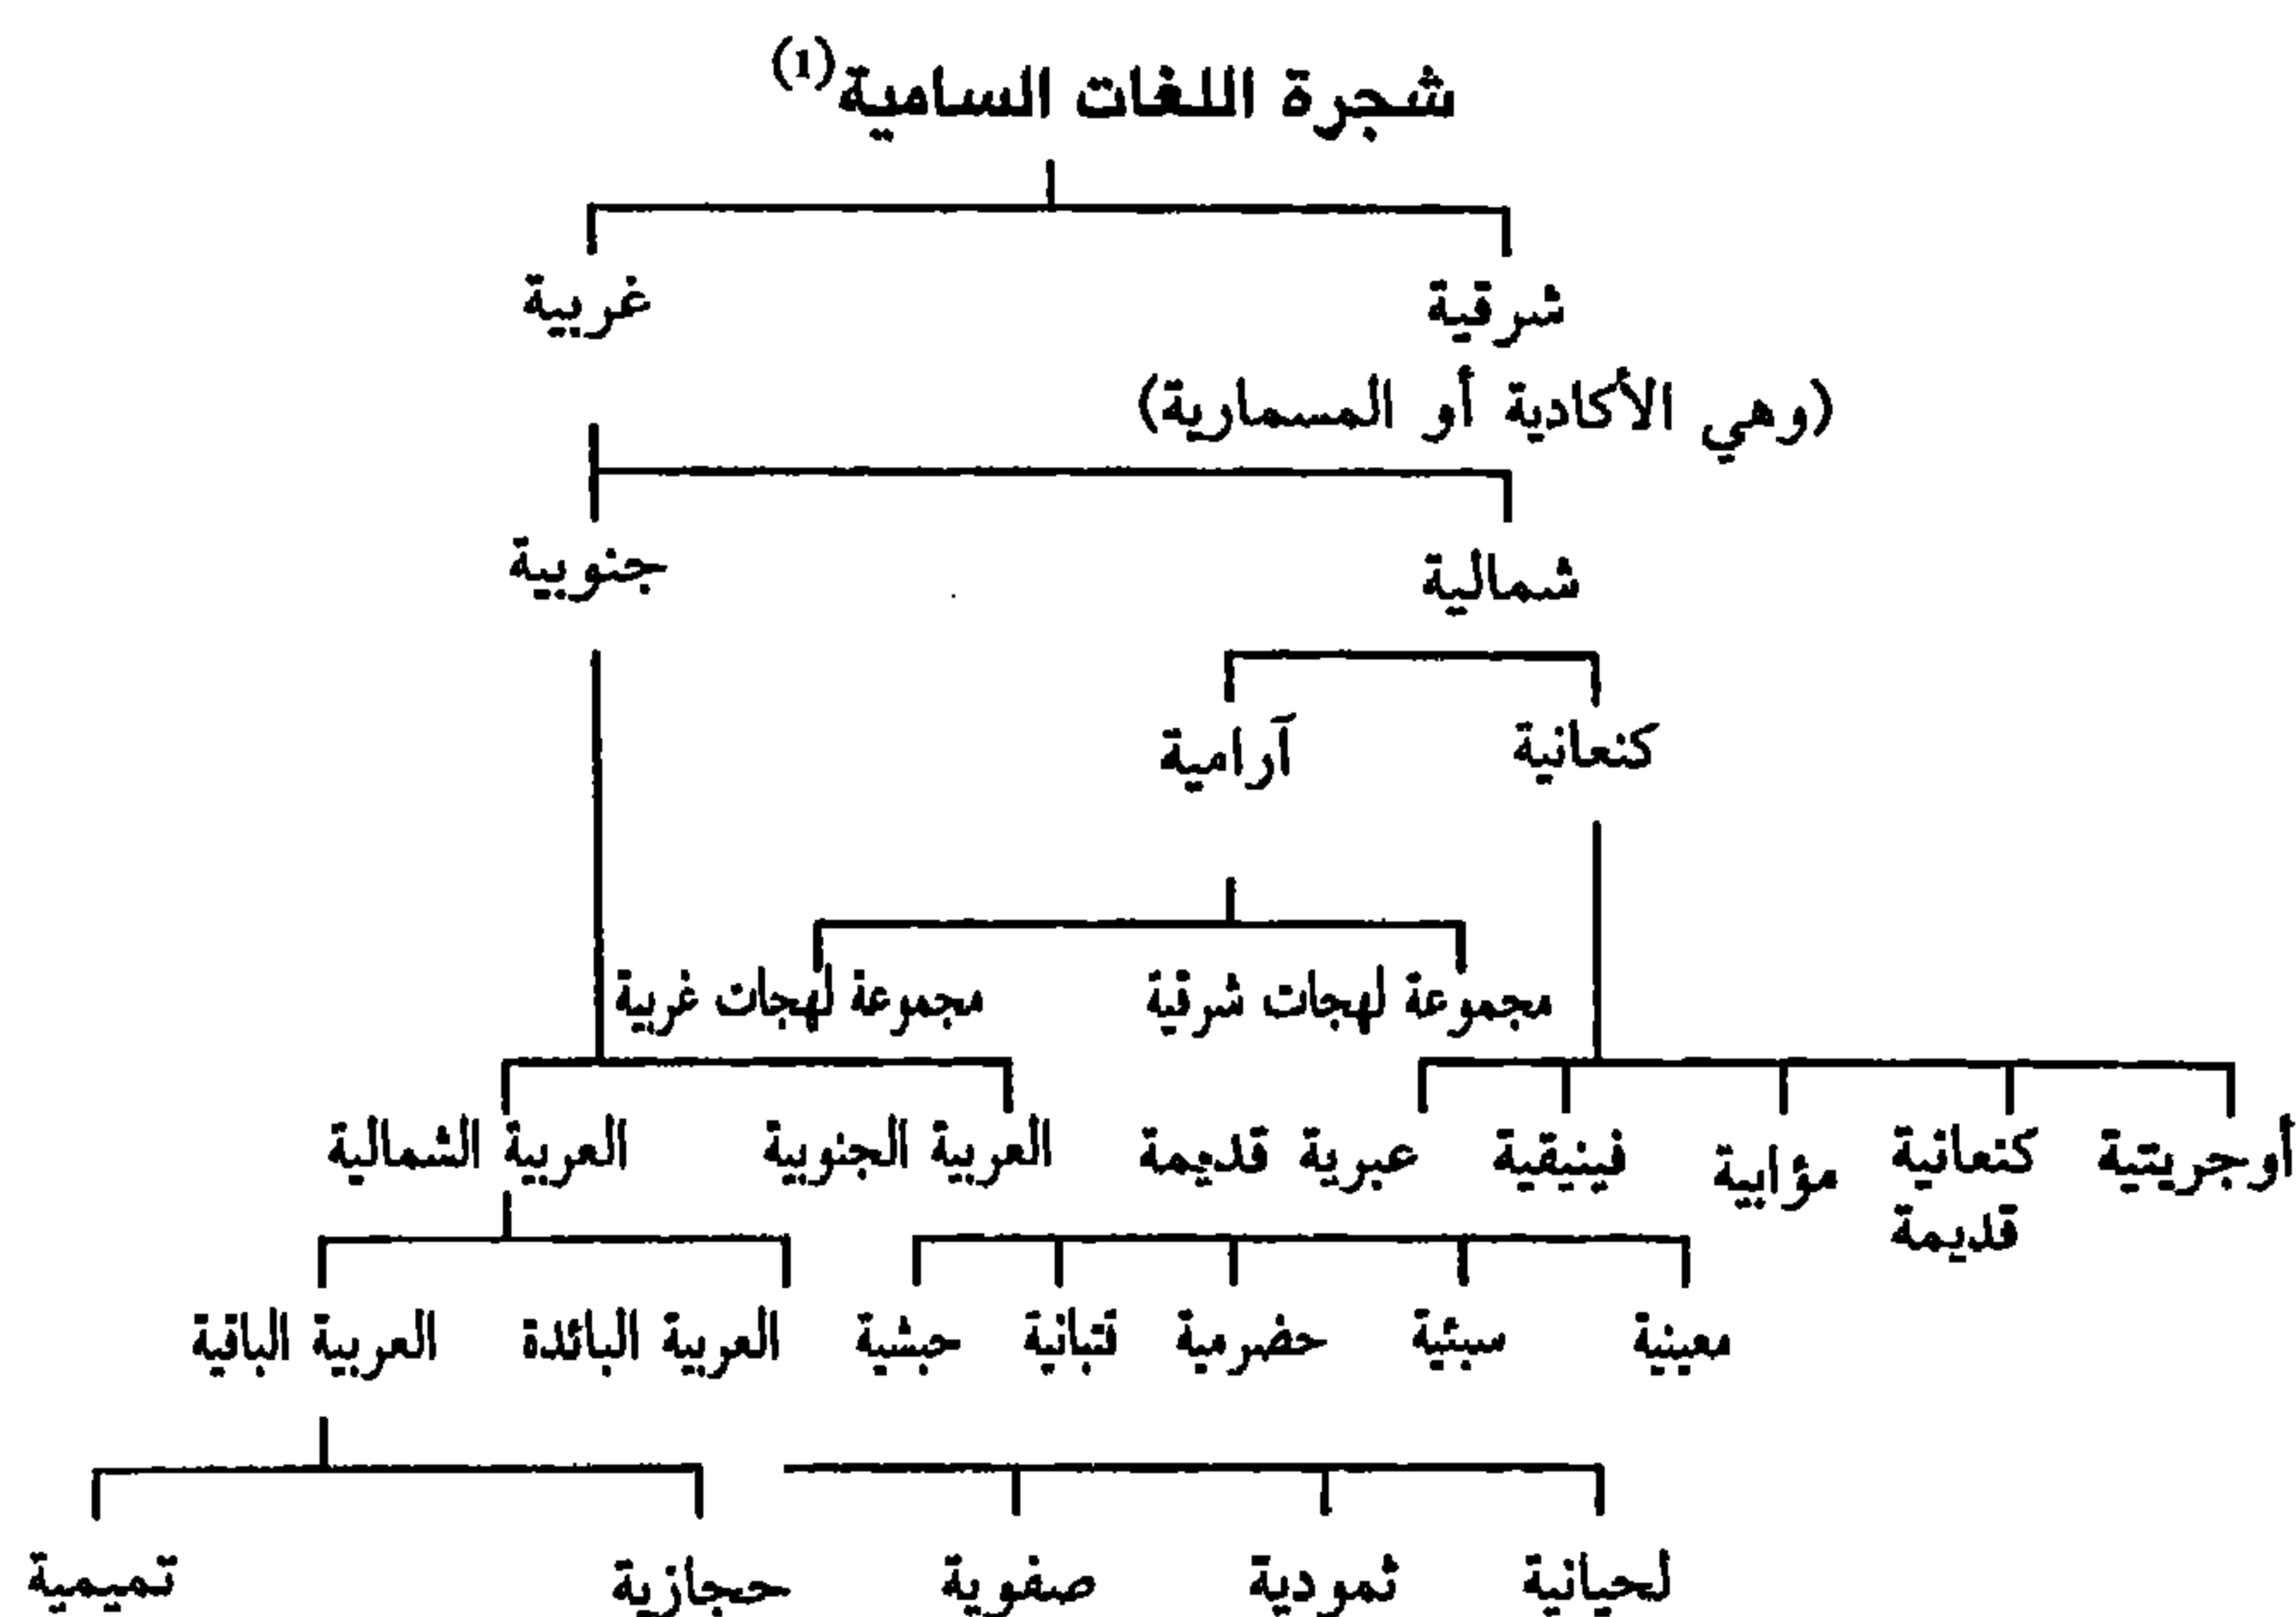 شجرة اللغات السامية(١)
شرقية غربية
(وهي الأكادية أو المسمارية)
شمالية جنوبية
كنعانية آرامية
مجموعة لهجات شرقية مجموعة لهجات غربية
أوجريتية كنعانية مؤابية فينيقية عبرية قديمة العربية الجنوبية العربية الشمالية
قديمة
معينية سبئية حضرمية قتبانية حبشية العربية البائدة العربية الباقية
لحيانية ثمودية صفوية حجازية تميمية